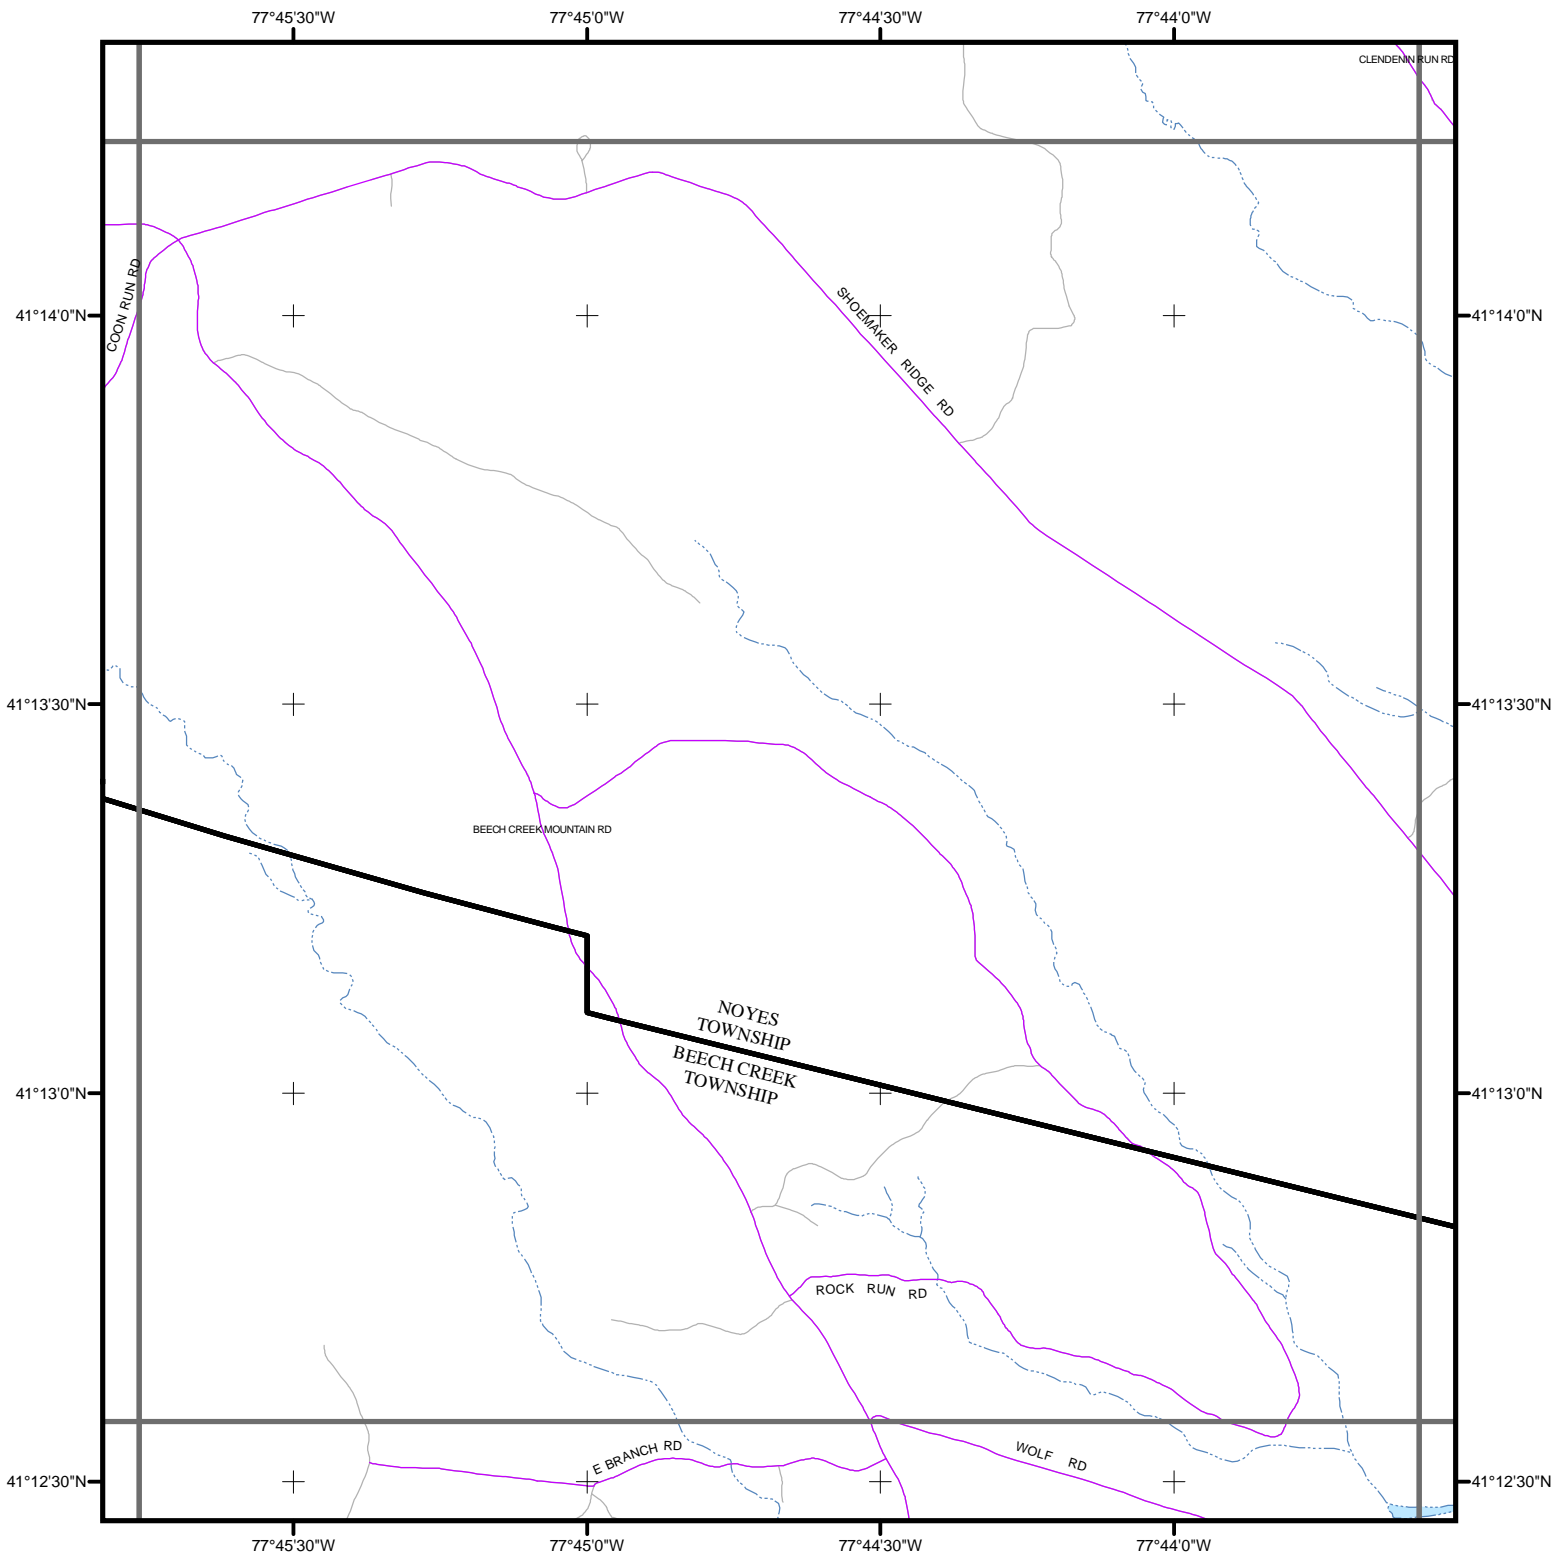 77°45'30"W 77°45'0"W 77°44'30"W 77°44'0"W
CLENDENIN RUN RD
COON RUN RD
SHOEMAKER RIDGE RD
41°14'0"N 41°14'0"N
41°13'30"N 41°13'30"N
BEECH CREEK MOUNTAIN RD
NOYES
TOWNSHIP
BEECH CREEK
TOWNSHIP
41°13'0"N 41°13'0"N
ROCK RUN RD
E BRANCH RD
WOLF RD
41°12'30"N 41°12'30"N
77°45'30"W 77°45'0"W 77°44'30"W 77°44'0"W